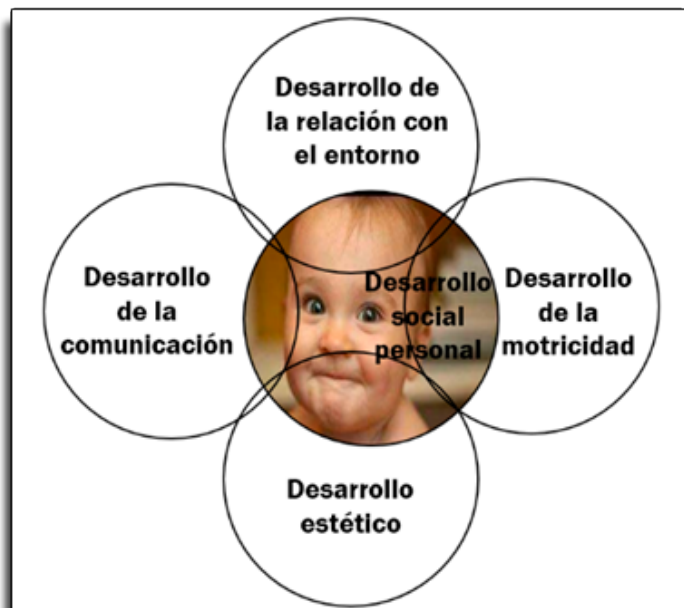 Desarrollo de
la relación con
el entorno
Desarrollo
de la
comunicación
Desarrollo
social
personal
Desarrollo
de la
motricidad
Desarrollo
estético